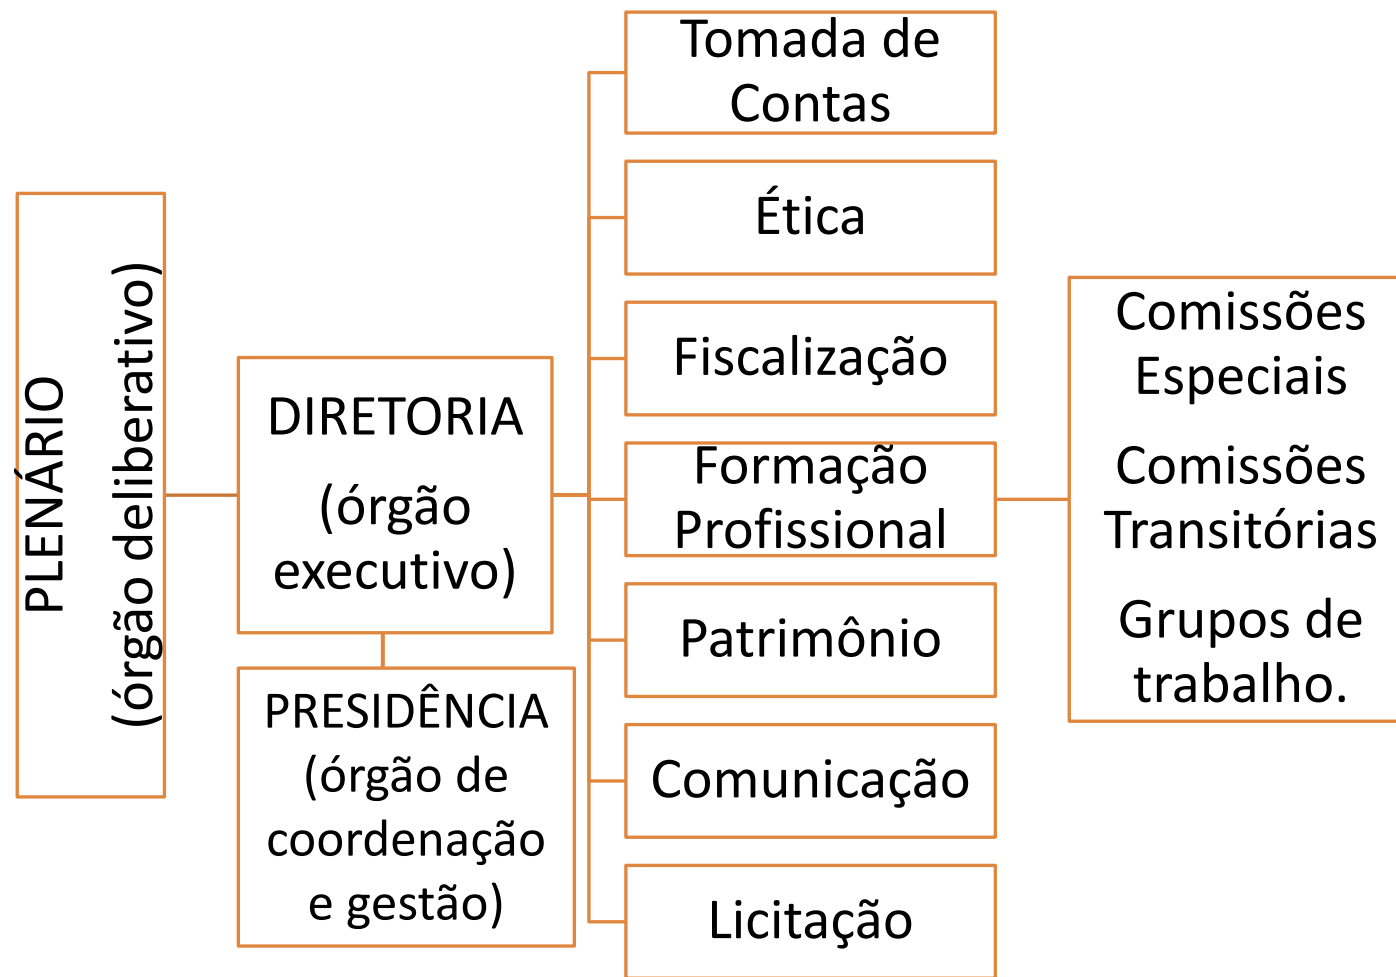 PLENÁRIO
(órgão deliberativo)
DIRETORIA
(órgão
executivo)
PRESIDÊNCIA
(órgão de
coordenação
e gestão)
Tomada de
Contas
Ética
Fiscalização
Formação
Profissional
Patrimônio
Comunicação
Licitação
Comissões
Especiais
Comissões
Transitórias
Grupos de
trabalho.